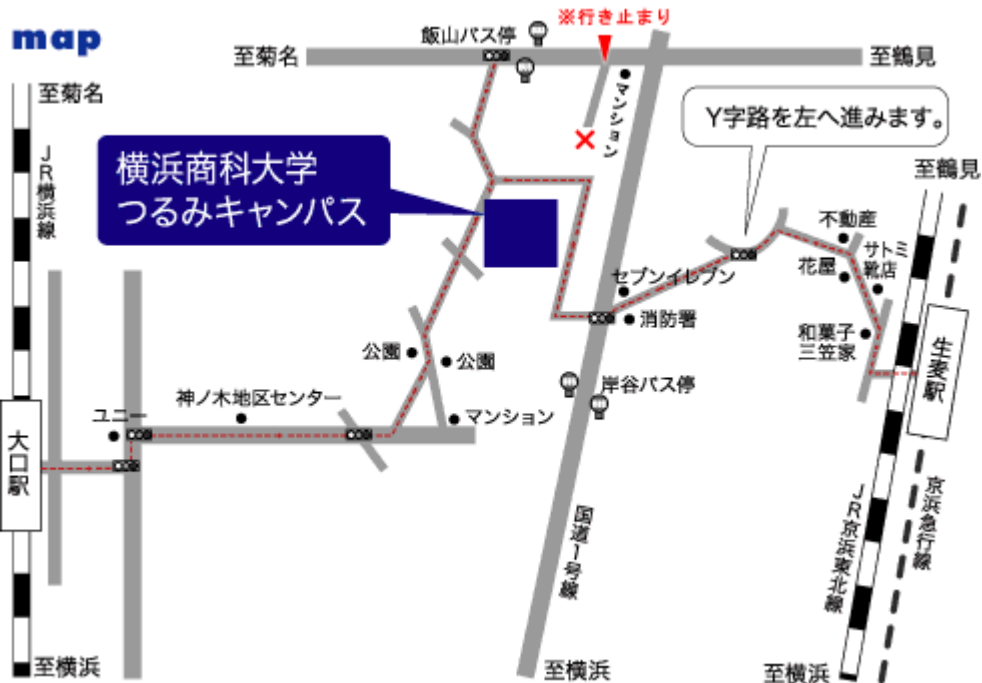 map
※行き止まり
飯山バス停
至菊名
至鶴見
至菊名
マンション
Y字路を左へ進みます。
JR横浜線
横浜商科大学
つるみキャンパス
至鶴見
不動産
サトミ
靴店
花屋
セブンイレブン
消防署
和菓子
三笠家
生麦駅
公園
公園
岸谷バス停
神ノ木地区センター
ユニー
マンション
大口駅
国道1号線
JR京浜東北線
京浜急行線
至横浜
至横浜
至横浜